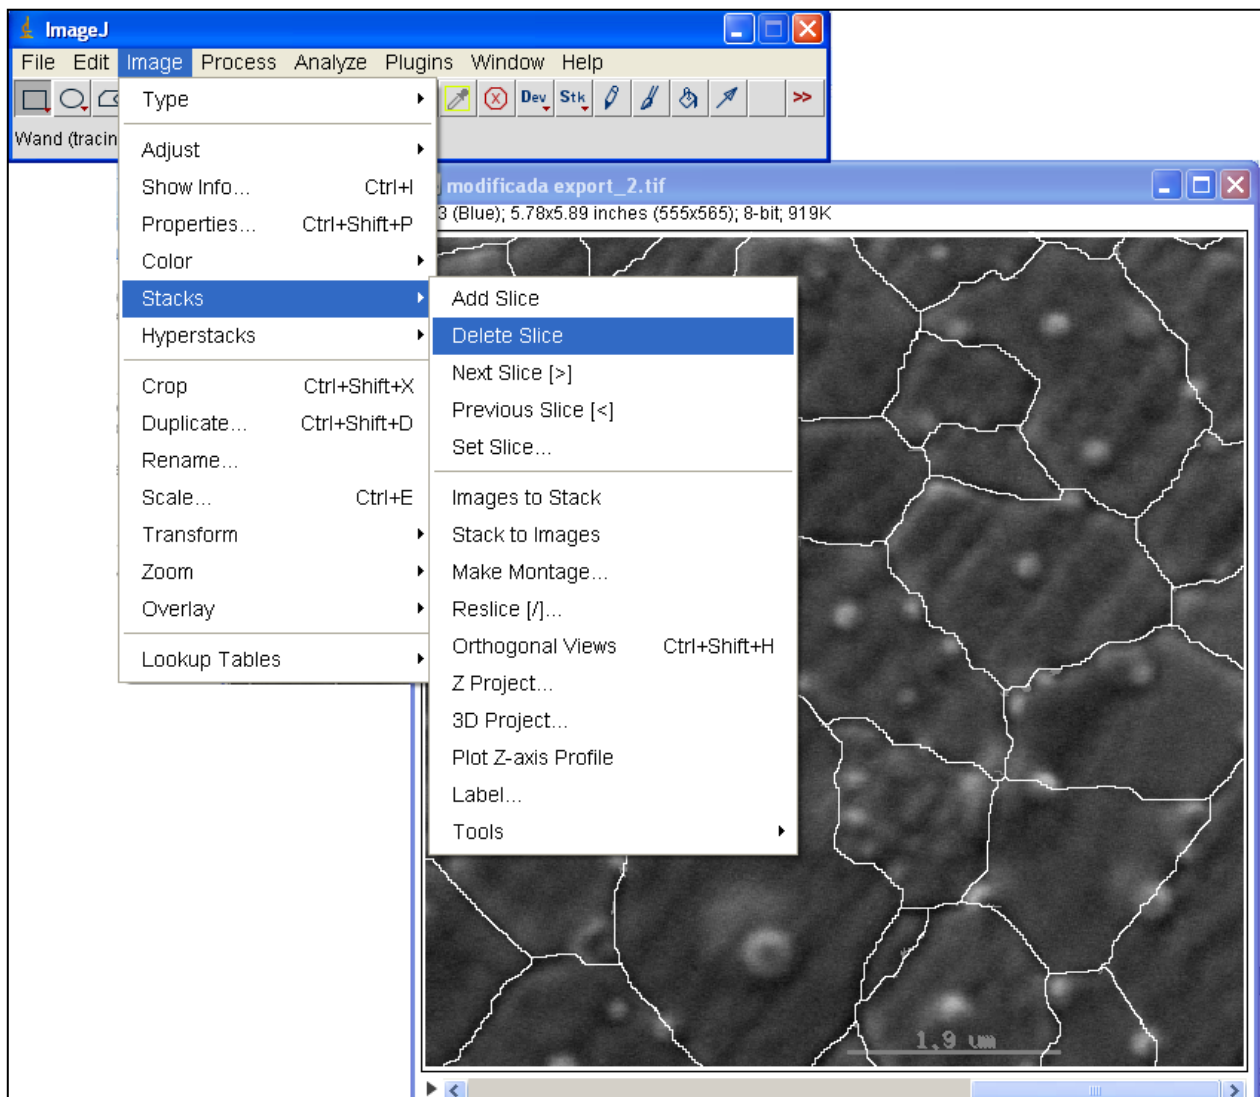 ImageJ
File Edit Image Process Analyze Plugins Window Help
Dev Stk >>
Wand (tracin
Type
Adjust
Show Info... Ctrl+I
Properties... Ctrl+Shift+P
Color
Stacks
Hyperstacks
Crop Ctrl+Shift+X
Duplicate... Ctrl+Shift+D
Rename...
Scale... Ctrl+E
Transform
Zoom
Overlay
Lookup Tables
modificada export_2.tif
3 (Blue); 5.78x5.89 inches (555x565); 8-bit; 919K
Add Slice
Delete Slice
Next Slice [>]
Previous Slice [<]
Set Slice...
Images to Stack
Stack to Images
Make Montage...
Reslice [/]...
Orthogonal Views Ctrl+Shift+H
Z Project...
3D Project...
Plot Z-axis Profile
Label...
Tools
1.9 um